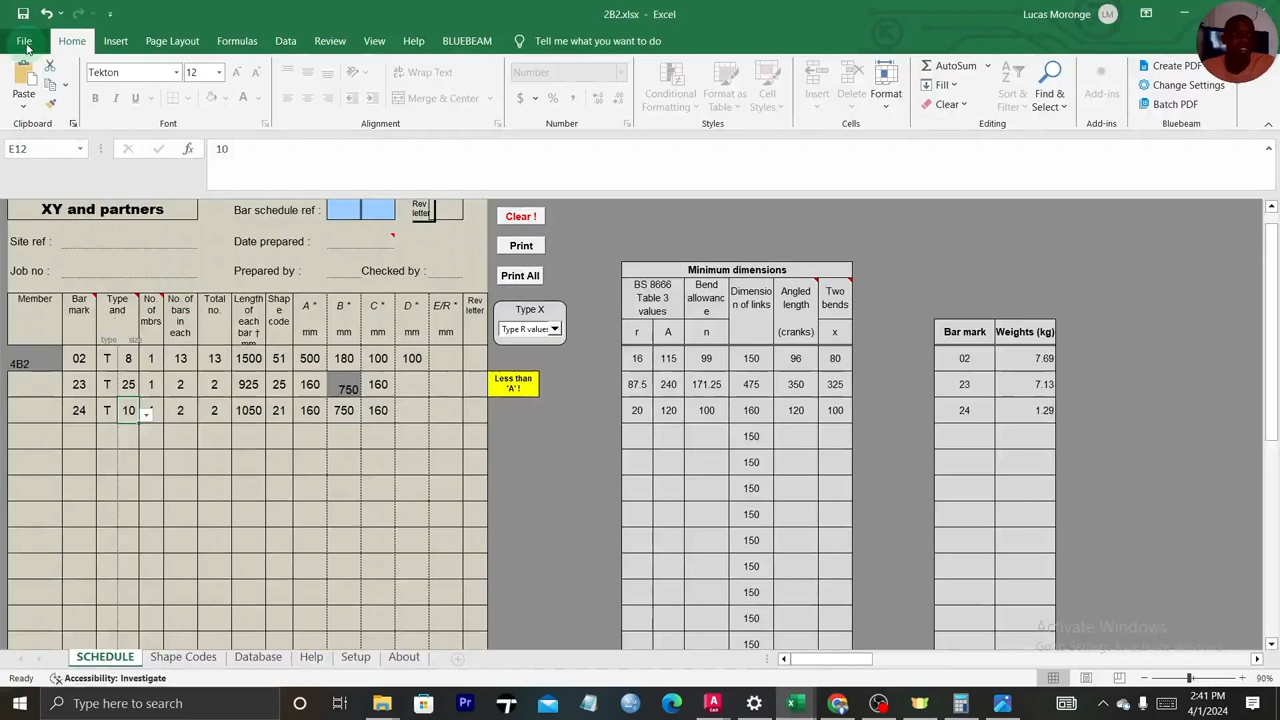 2B2.xlsx - Excel
Lucas Moronge LM
File Home Insert Page Layout Formulas Data Review View Help BLUEBEAM Tell me what you want to do
Paste
Tekton 12
Wrap Text
Number
Conditional Formatting
Format as Table
Cell Styles
Insert Delete Format
AutoSum
Fill
Clear
Sort & Filter
Find & Select
Add-ins
Create PDF
Change Settings
Batch PDF
B I U
Merge & Center
$ % ,
Clipboard Font Alignment Number Styles Cells Editing Add-ins Bluebeam
E12 fx 10
XY and partners
Bar schedule ref :
Rev letter
Site ref :
Date prepared :
Job no :
Prepared by : Checked by :
Clear !
Print
Print All
Type X
Type R values
Member
Bar mark
Type and
type size
No. of mbrs
No. of bars in each
Total no.
Length of each bar † mm
Shap e code
A * mm
B * mm
C * mm
D * mm
E/R * mm
Rev letter
4B2 02 T 8 1 13 13 1500 51 500 180 100 100
23 T 25 1 2 2 925 25 160 750 160
Less than 'A' !
24 T 10 2 2 1050 21 160 750 160
Minimum dimensions
BS 8666 Table 3 values
r A
Bend allowanc e
n
Dimensio n of links
Angled length
(cranks)
Two bends
x
16 115 99 150 96 80
87.5 240 171.25 475 350 325
20 120 100 160 120 100
150
150
150
150
150
150
150
150
150
Bar mark Weights (kg)
02 7.69
23 7.13
24 1.29
Activate Windows
SCHEDULE Shape Codes Database Help Setup About
Ready Accessibility: Investigate
90%
Type here to search
2:41 PM
4/1/2024